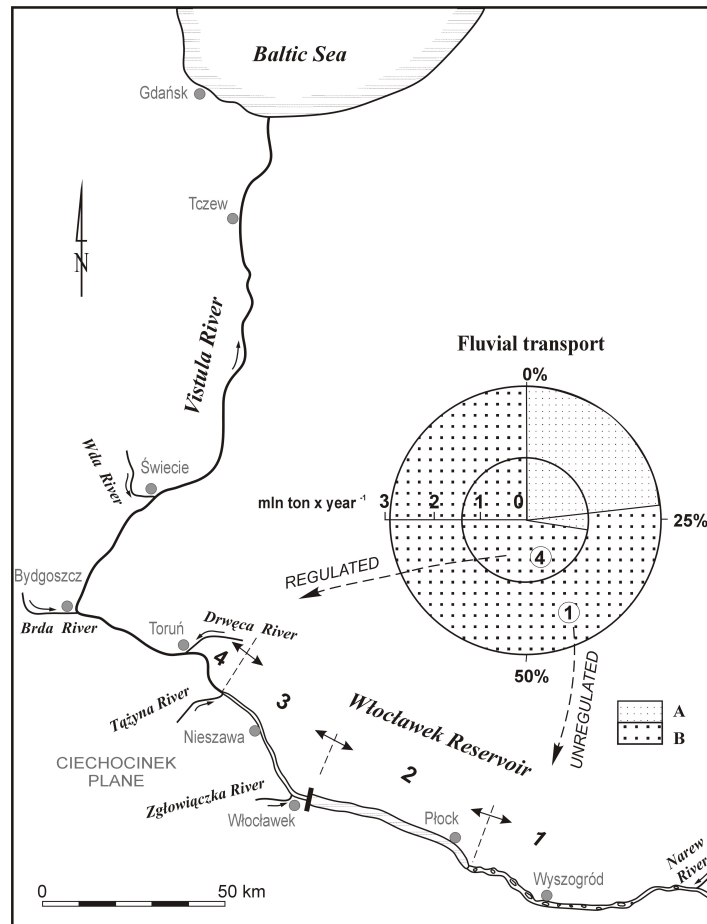 Baltic Sea
Gdańsk
Tczew
N
Vistula River
Fluvial transport
0%
Wda River
Świecie
mln ton x year -1
3 2 1 0
25%
4
REGULATED
Bydgoszcz
1
Brda River
Toruń
Drwęca River
50%
4
UNREGULATED
A
B
Tążyna River
3
Nieszawa
Włocławek Reservoir
CIECHOCINEK
PLANE
2
Zgłowiączka River
Włocławek
Płock
1
Narew
River
Wyszogród
0 50 km